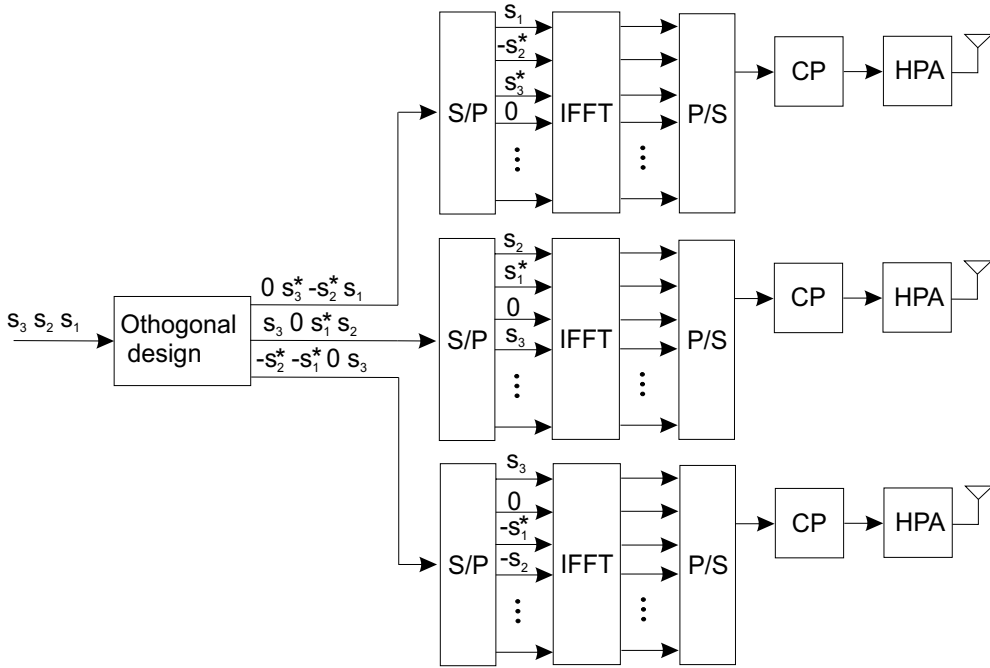 s₁
-s₂*
s₃*
0
S/P
IFFT
P/S
CP
HPA
s₂
s₁*
0
s₃
S/P
IFFT
P/S
CP
HPA
s₃ s₂ s₁
Othogonal
design
0 s₃* -s₂* s₁
s₃ 0 s₁* s₂
-s₂* -s₁* 0 s₃
s₃
0
-s₁*
-s₂
S/P
IFFT
P/S
CP
HPA